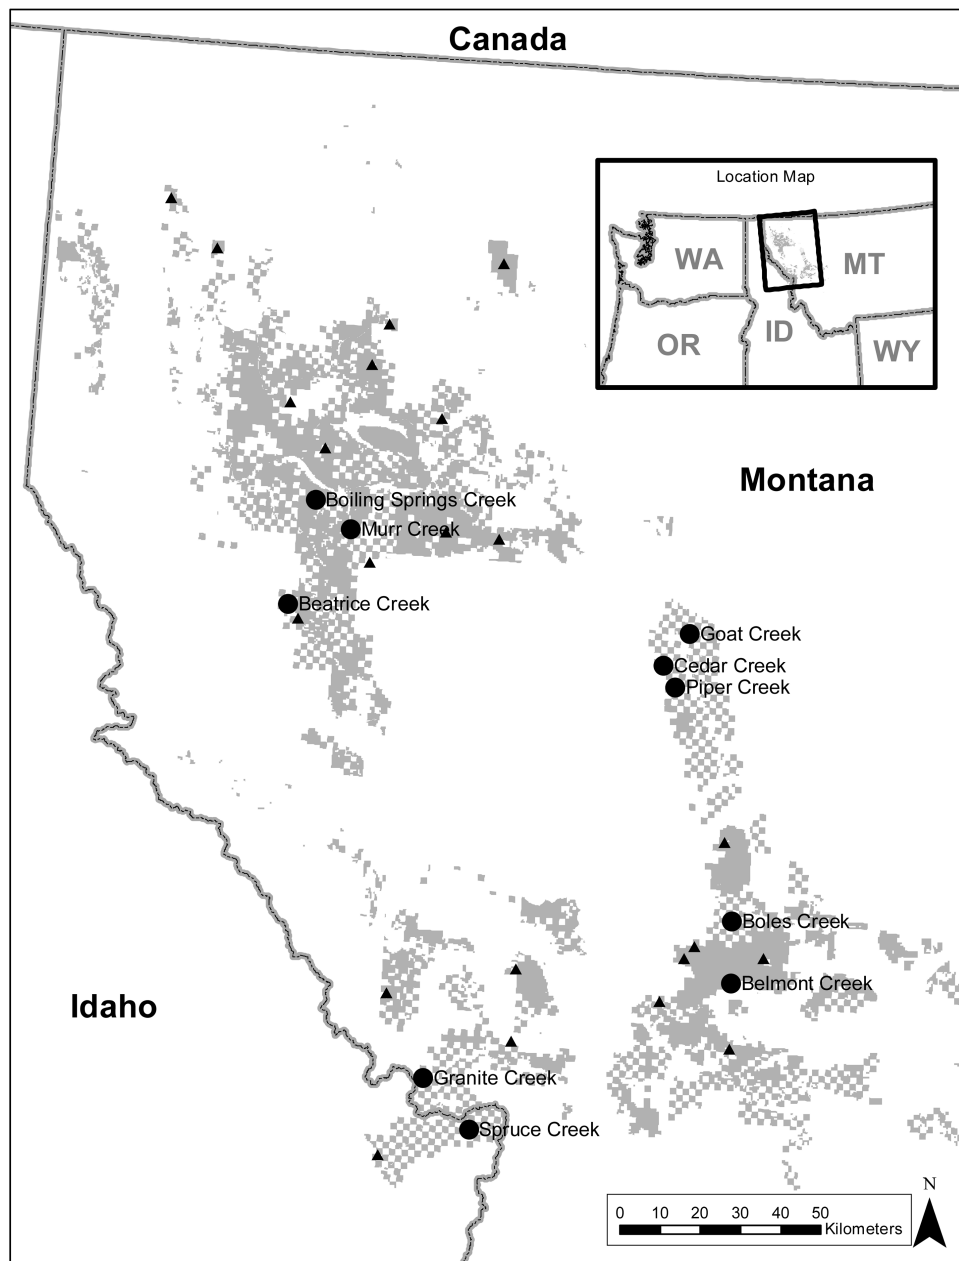 Canada
Location Map
WA
MT
OR
ID
WY
Montana
Boiling Springs Creek
Murr Creek
Beatrice Creek
Goat Creek
Cedar Creek
Piper Creek
Boles Creek
Belmont Creek
Idaho
Granite Creek
Spruce Creek
N
0 10 20 30 40 50
Kilometers